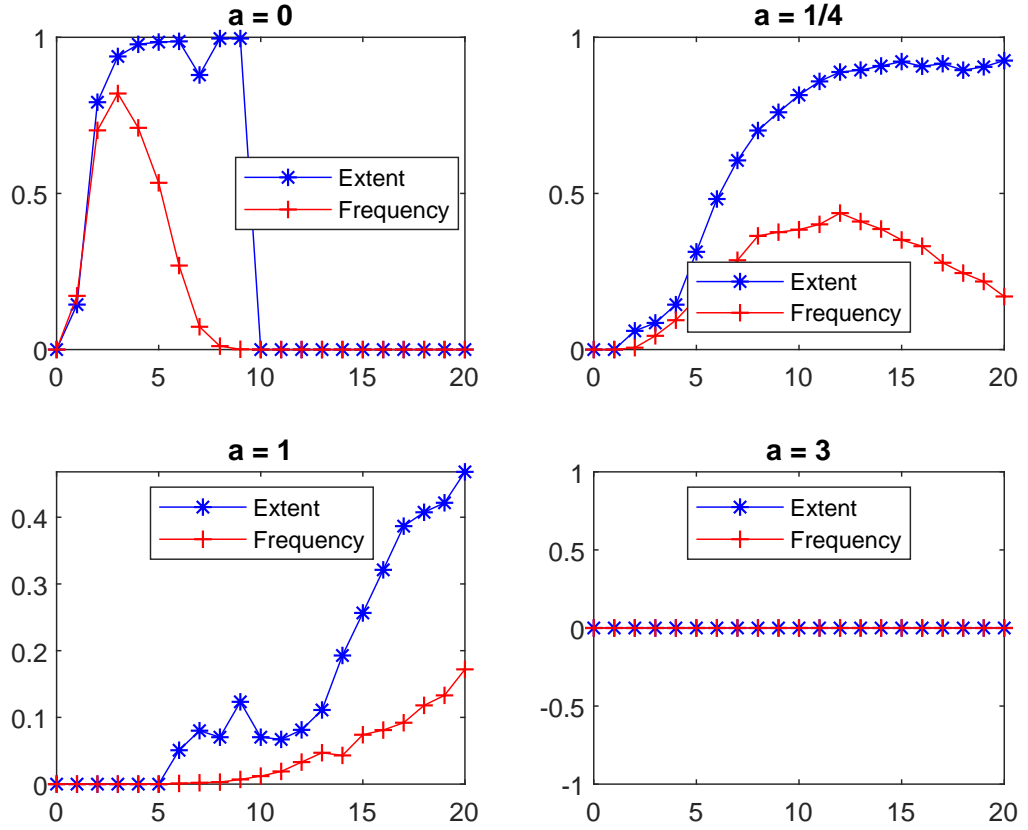 a = 0
1
0.5
0
0 5 10 15 20
Extent
Frequency
a = 1/4
1
0.5
0
0 5 10 15 20
Extent
Frequency
a = 1
0.4
0.3
0.2
0.1
0
0 5 10 15 20
Extent
Frequency
a = 3
1
0.5
0
-0.5
-1
0 5 10 15 20
Extent
Frequency